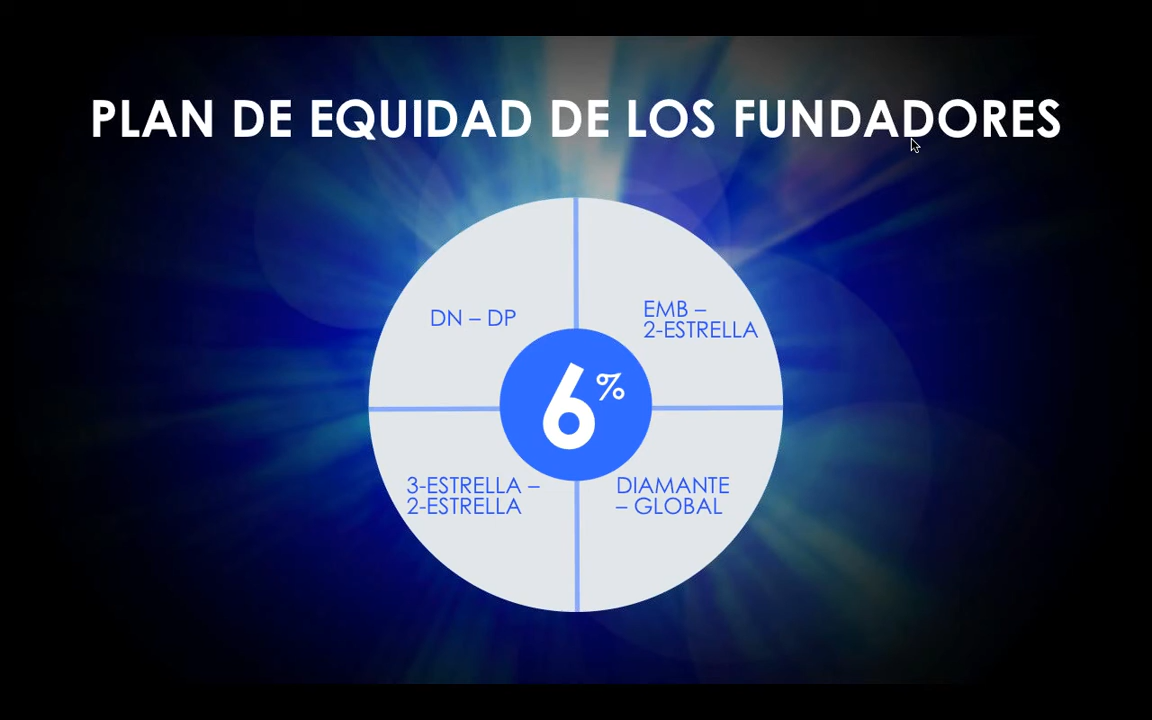 PLAN DE EQUIDAD DE LOS FUNDADORES
DN – DP
EMB –
2-ESTRELLA
6%
3-ESTRELLA –
2-ESTRELLA
DIAMANTE
– GLOBAL